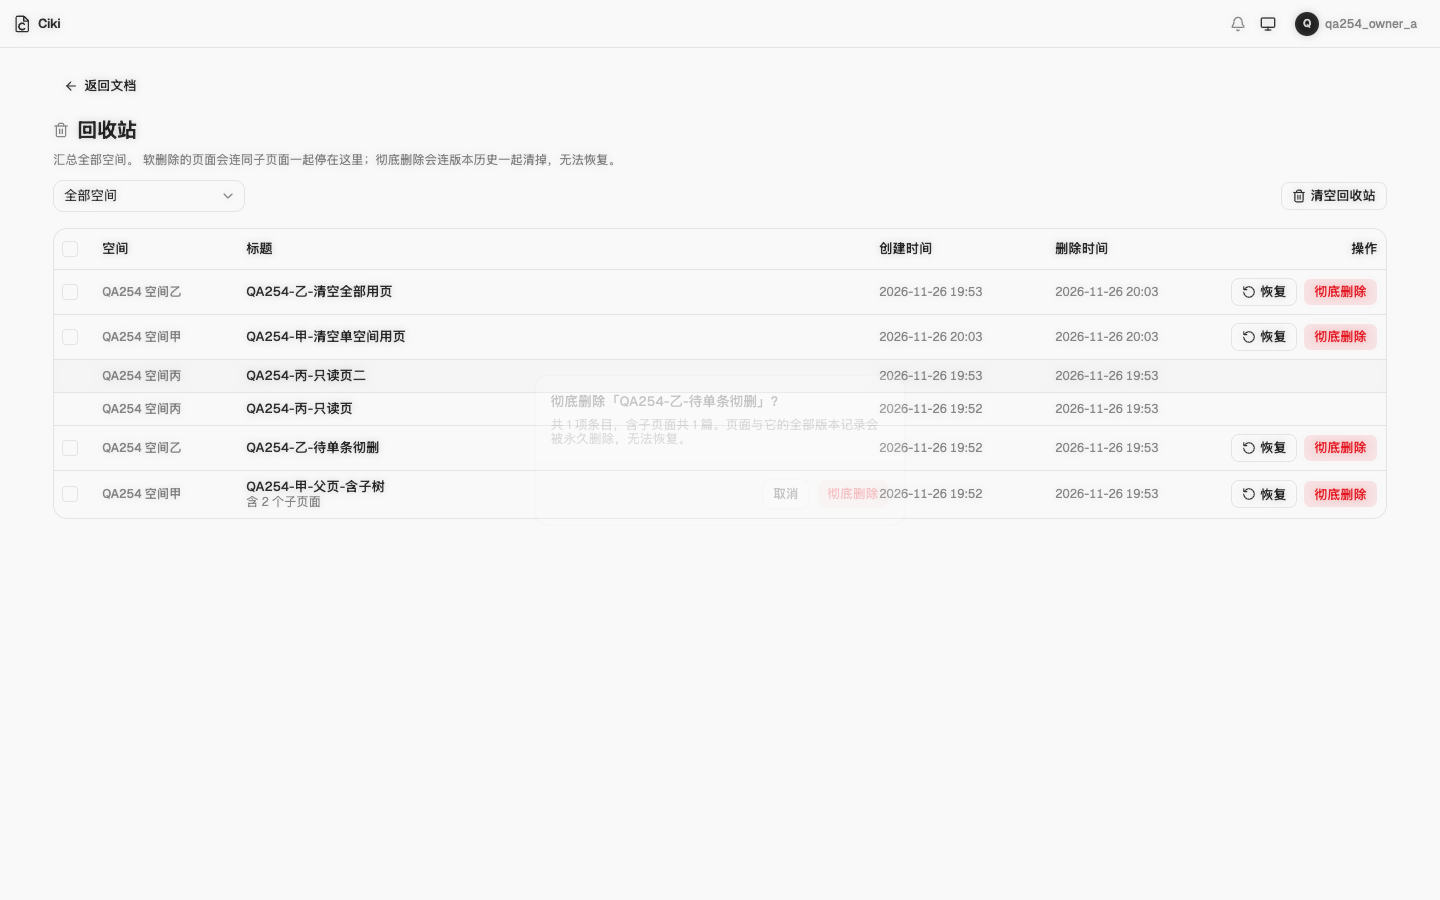 Ciki
Q qa254_owner_a
返回文档
回收站
汇总全部空间。 软删除的页面会连同子页面一起停在这里；彻底删除会连版本历史一起清掉，无法恢复。
全部空间
清空回收站
空间 标题 创建时间 删除时间 操作
QA254 空间乙 QA254-乙-清空全部用页 2026-11-26 19:53 2026-11-26 20:03 恢复 彻底删除
QA254 空间甲 QA254-甲-清空单空间用页 2026-11-26 20:03 2026-11-26 20:03 恢复 彻底删除
QA254 空间丙 QA254-丙-只读页二 2026-11-26 19:53 2026-11-26 19:53
QA254 空间丙 QA254-丙-只读页 2026-11-26 19:52 2026-11-26 19:53
QA254 空间乙 QA254-乙-待单条彻删 2026-11-26 19:52 2026-11-26 19:53 恢复 彻底删除
QA254 空间甲 QA254-甲-父页-含子树 2026-11-26 19:52 2026-11-26 19:53 恢复 彻底删除
含 2 个子页面
彻底删除「QA254-乙-待单条彻删」?
共 1 项条目，含子页面共 1 篇。页面与它的全部版本记录会
被永久删除，无法恢复。
取消 彻底删除